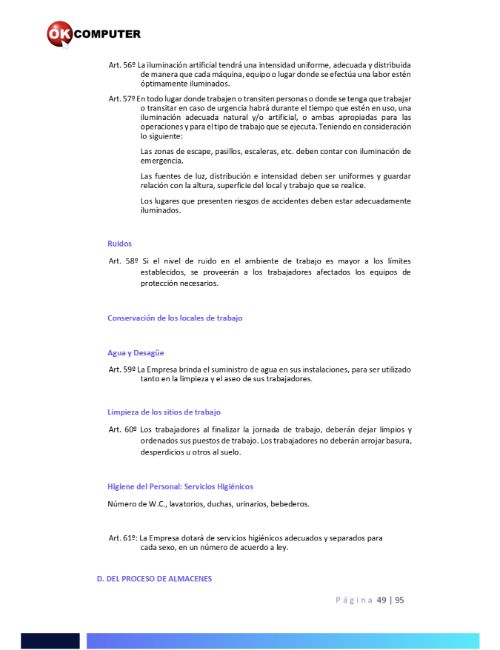 OK COMPUTER
Art. 56º La iluminación artificial tendrá una intensidad uniforme, adecuada y distribuida
de manera que cada máquina, equipo o lugar donde se efectúa una labor estén
óptimamente iluminados.
Art. 57º En todo lugar donde trabajen o transiten personas o donde se tenga que trabajar
o transitar en caso de urgencia habrá durante el tiempo que estén en uso, una
iluminación adecuada natural y/o artificial, o ambas apropiadas para las
operaciones y para el tipo de trabajo que se ejecuta. Teniendo en consideración
lo siguiente:
Las zonas de escape, pasillos, escaleras, etc. deben contar con iluminación de
emergencia.
Las fuentes de luz, distribución e intensidad deben ser uniformes y guardar
relación con la altura, superficie del local y trabajo que se realice.
Los lugares que presenten riesgos de accidentes deben estar adecuadamente
iluminados.
Ruidos
Art. 58º Si el nivel de ruido en el ambiente de trabajo es mayor a los límites
establecidos, se proveerán a los trabajadores afectados los equipos de
protección necesarios.
Conservación de los locales de trabajo
Agua y Desagüe
Art. 59º La Empresa brinda el suministro de agua en sus instalaciones, para ser utilizado
tanto en la limpieza y el aseo de sus trabajadores.
Limpieza de los sitios de trabajo
Art. 60º Los trabajadores al finalizar la jornada de trabajo, deberán dejar limpios y
ordenados sus puestos de trabajo. Los trabajadores no deberán arrojar basura,
desperdicios u otros al suelo.
Higiene del Personal: Servicios Higiénicos
Número de W.C., lavatorios, duchas, urinarios, bebederos.
Art. 61º: La Empresa dotará de servicios higiénicos adecuados y separados para
cada sexo, en un número de acuerdo a ley.
D. DEL PROCESO DE ALMACENES
Página 49 | 95